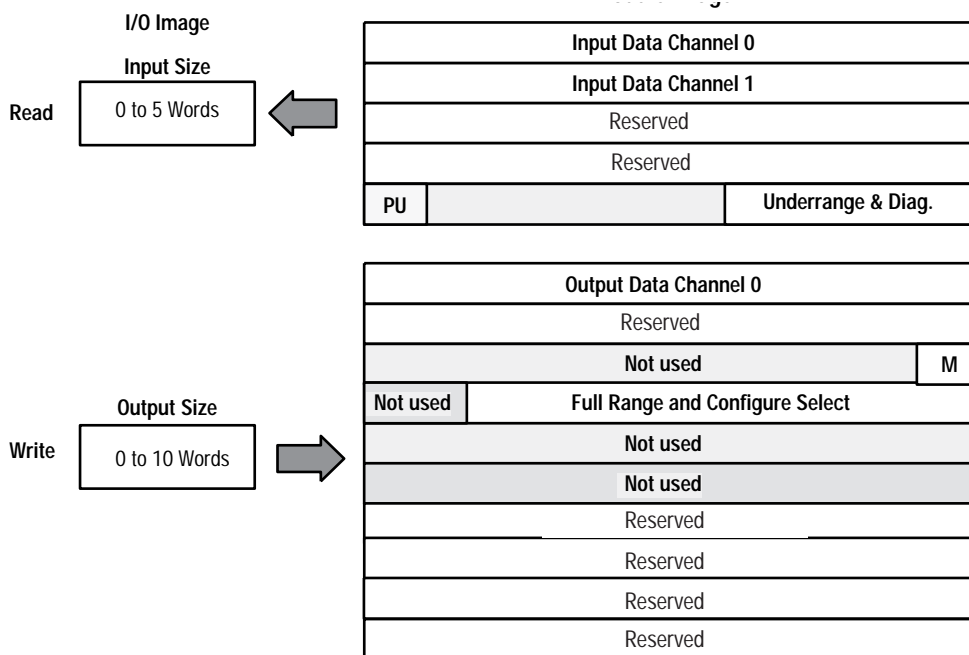 I/O Image
Input Size
Read
0 to 5 Words
Input Data Channel 0
Input Data Channel 1
Reserved
Reserved
PU
Underrange & Diag.
Output Size
Write
0 to 10 Words
Output Data Channel 0
Reserved
Not used
M
Not used
Full Range and Configure Select
Not used
Not used
Reserved
Reserved
Reserved
Reserved